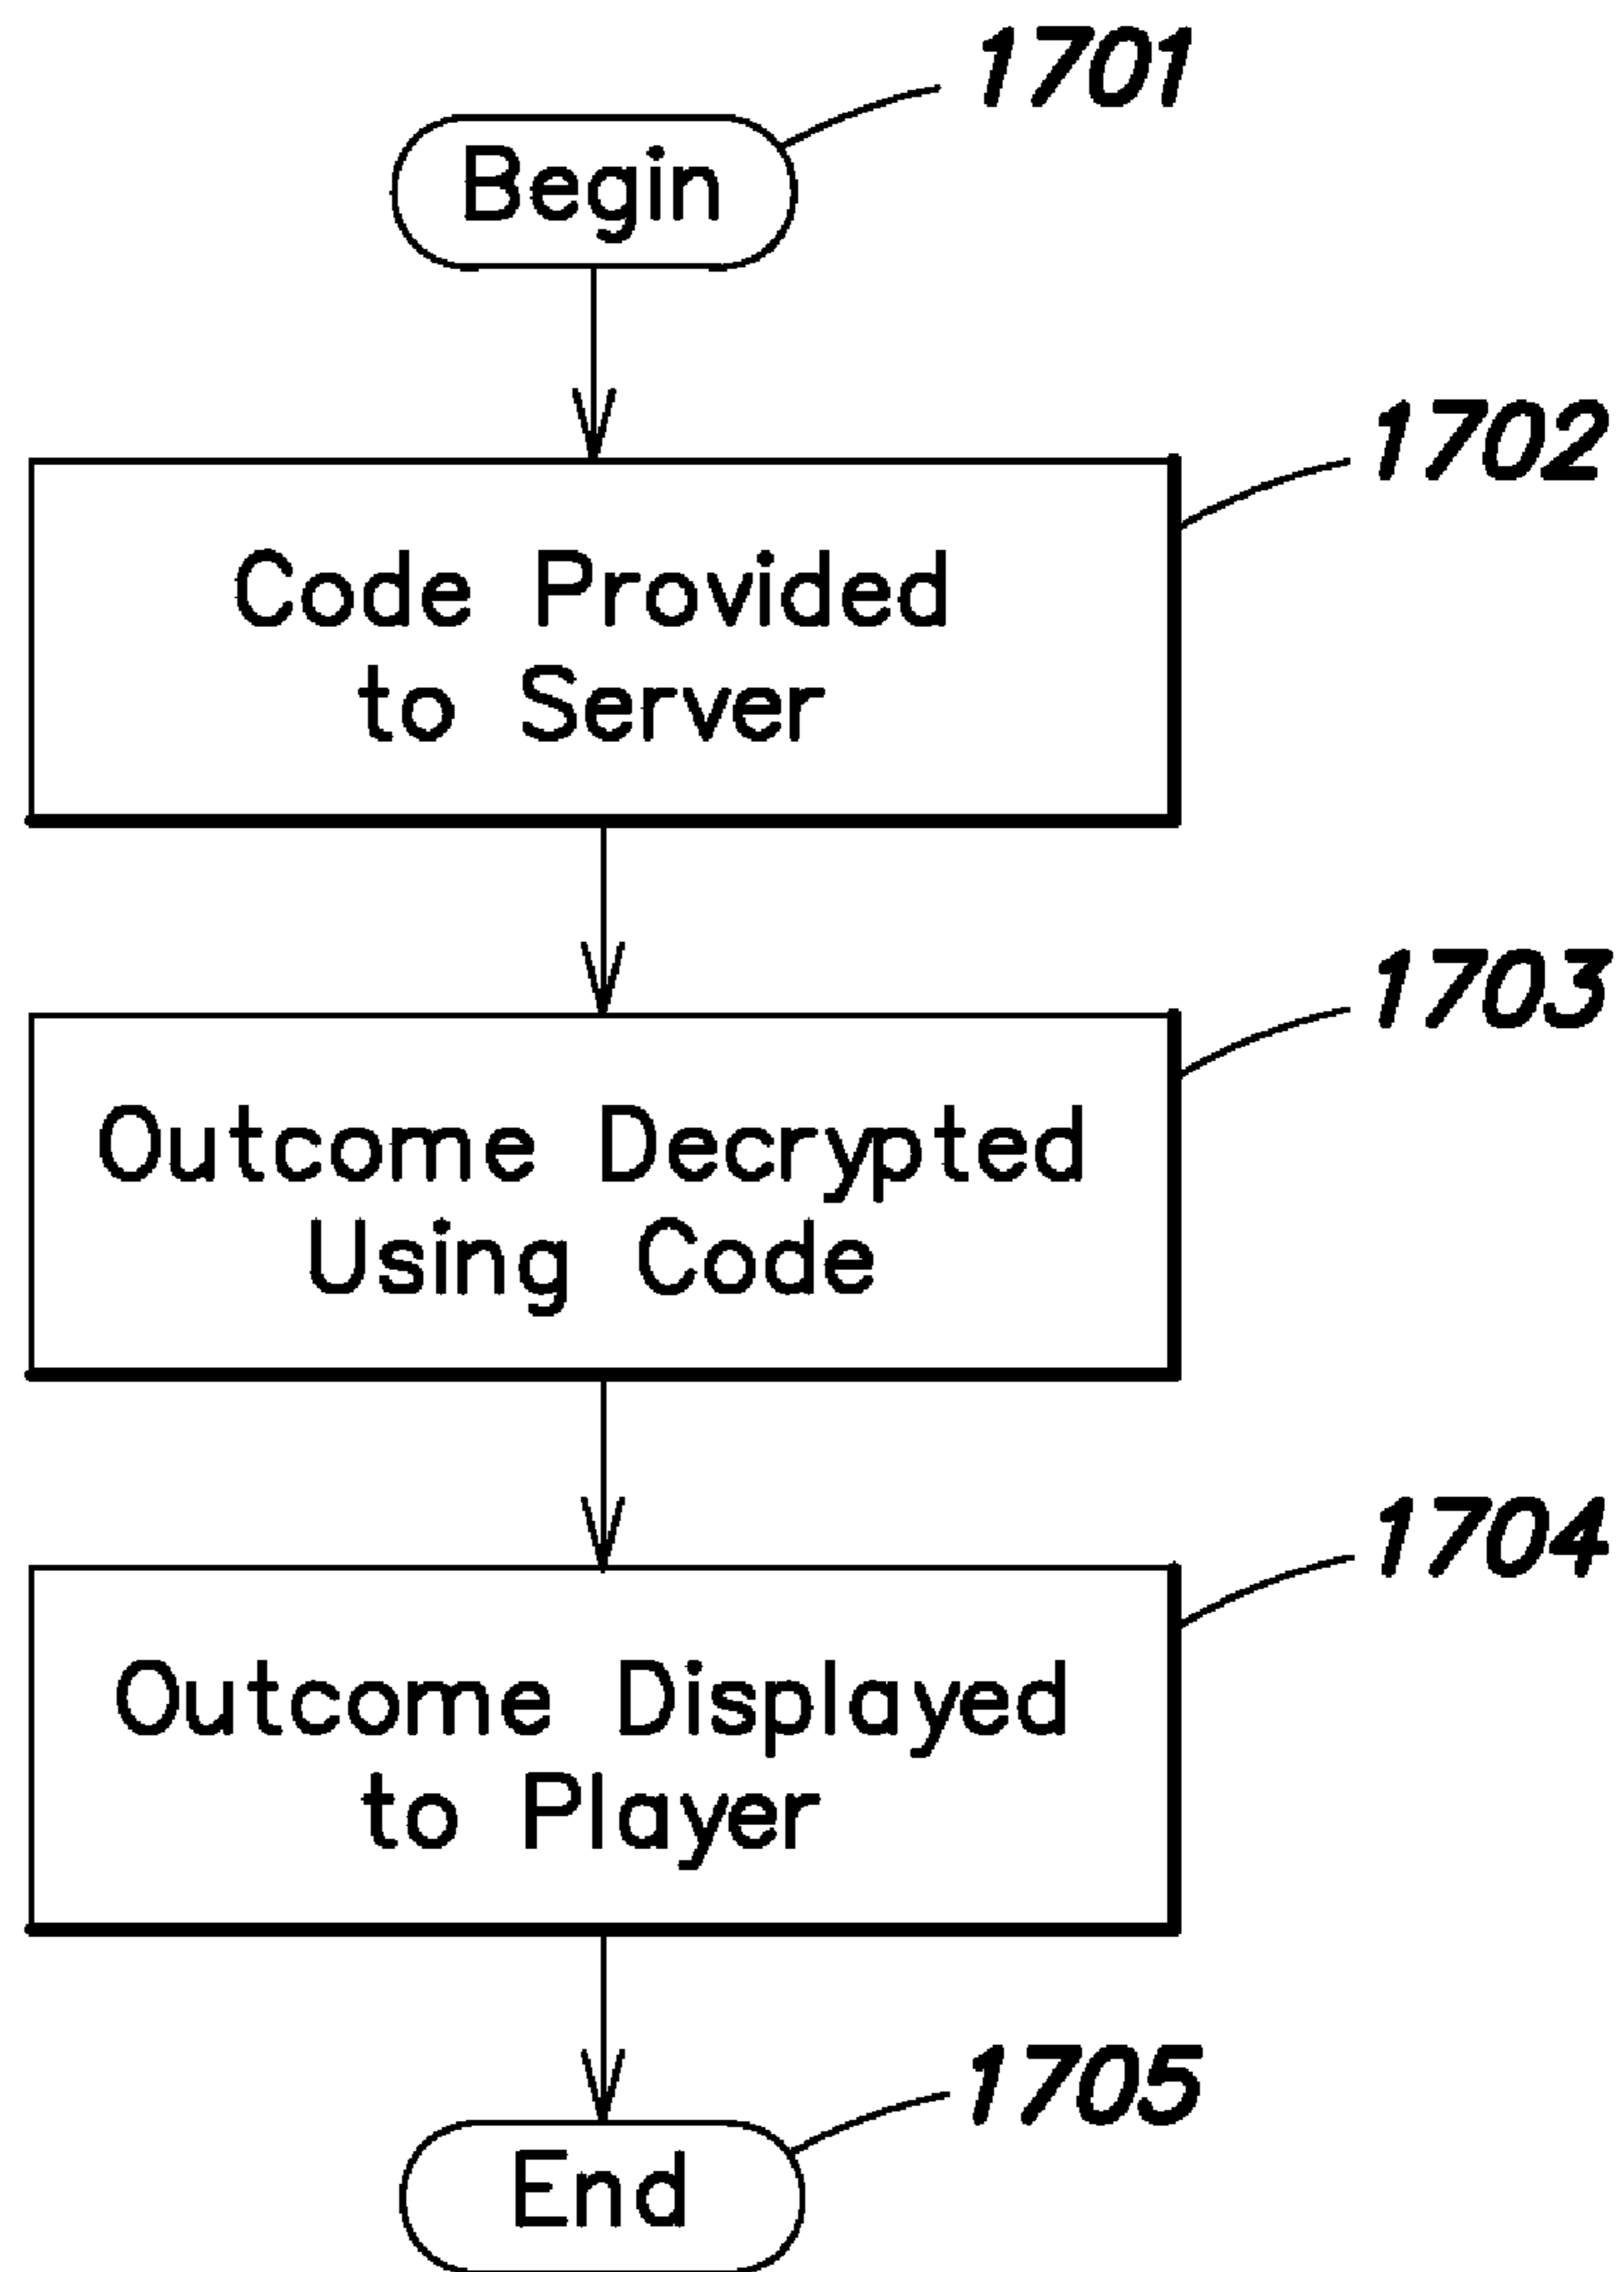 1701
Begin
1702
Code Provided
to Server
1703
Outcome Decrypted
Using Code
1704
Outcome Displayed
to Player
1705
End